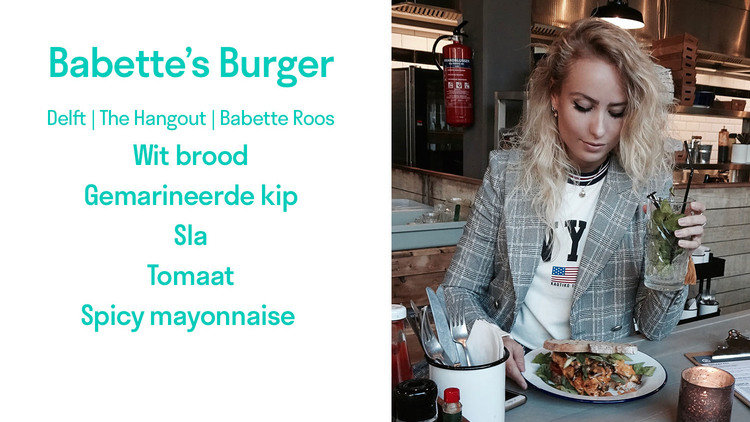 Babette's Burger
Delft | The Hangout | Babette Roos
Wit brood
Gemarineerde kip
Sla
Tomaat
Spicy mayonnaise